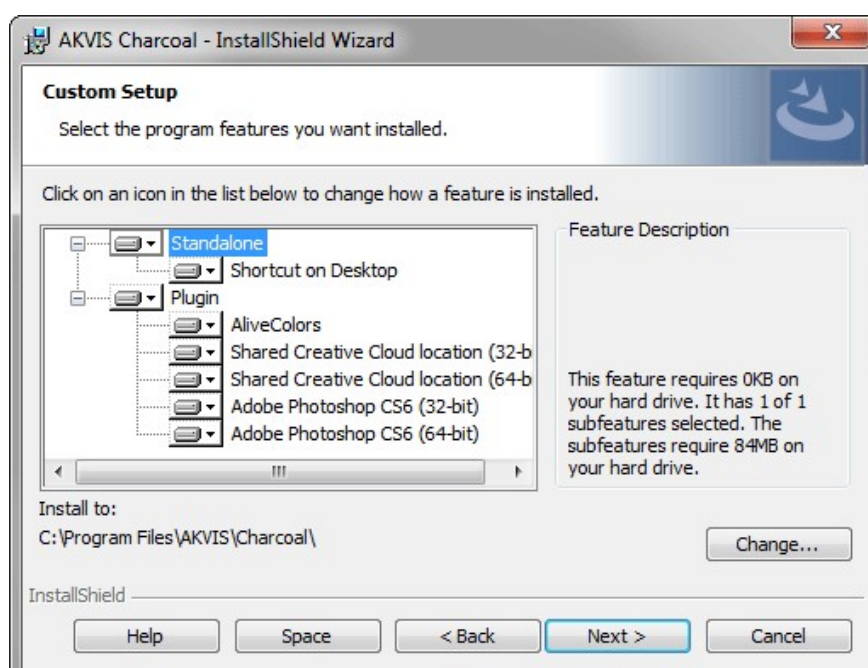 AKVIS Charcoal - InstallShield Wizard
Custom Setup
Select the program features you want installed.
Click on an icon in the list below to change how a feature is installed.
Standalone
Shortcut on Desktop
Plugin
AliveColors
Shared Creative Cloud location (32-b
Shared Creative Cloud location (64-b
Adobe Photoshop CS6 (32-bit)
Adobe Photoshop CS6 (64-bit)
Feature Description
This feature requires 0KB on
your hard drive. It has 1 of 1
subfeatures selected. The
subfeatures require 84MB on
your hard drive.
Install to:
C:\Program Files\AKVIS\Charcoal\
Change...
InstallShield
Help Space < Back Next > Cancel